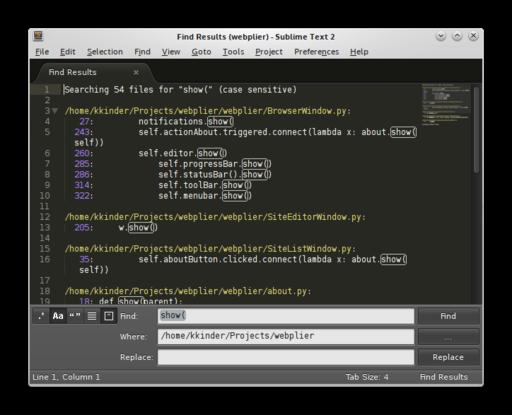 Find Results (webplier) - Sublime Text 2
File Edit Selection Find View Goto Tools Project Preferences Help
Find Results ×
1 Searching 54 files for "show(" (case sensitive)
2
3 /home/kkinder/Projects/webplier/webplier/BrowserWindow.py:
4 27: notifications.show()
5 243: self.actionAbout.triggered.connect(lambda x: about.show(
self))
6 260: self.editor.show()
7 285: self.progressBar.show()
8 286: self.statusBar().show()
9 314: self.toolBar.show()
10 322: self.menubar.show()
11
12 /home/kkinder/Projects/webplier/webplier/SiteEditorWindow.py:
13 205: w.show()
14
15 /home/kkinder/Projects/webplier/webplier/SiteListWindow.py:
16 35: self.aboutButton.clicked.connect(lambda x: about.show(
self))
17
18 /home/kkinder/Projects/webplier/webplier/about.py:
19 18: def show(parent):
.* Aa “” Find: show( Find
Where: /home/kkinder/Projects/webplier ...
Replace: Replace
Line 1, Column 1 Tab Size: 4 Find Results